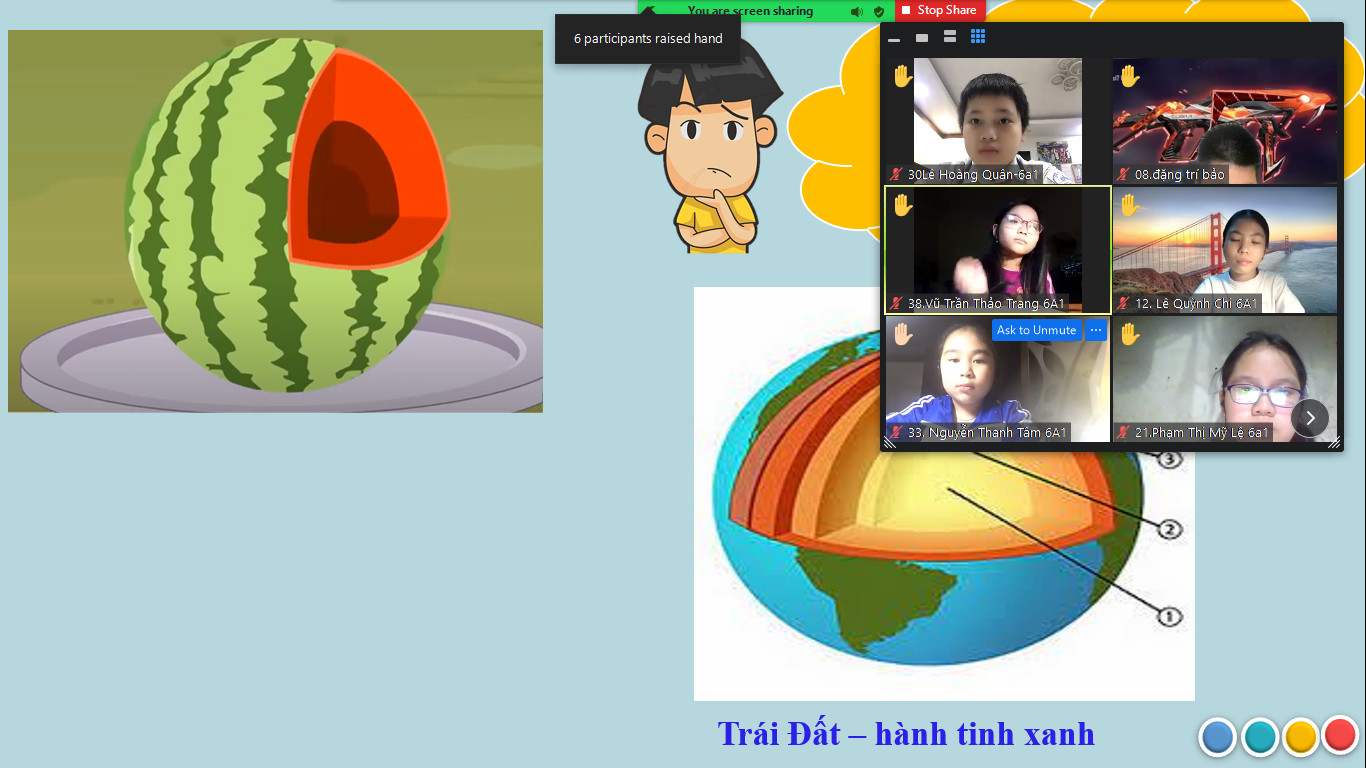 You are screen sharing
Stop Share
6 participants raised hand
30Lê Hoàng Quân-6a1
08.đặng trí bảo
38.Vũ Trần Thảo Trang 6A1
12. Lê Quỳnh Chi 6A1
Ask to Unmute
33, Nguyễn Thanh Tâm 6A1
21.Phạm Thị Mỹ Lệ 6a1
3
2
1
Trái Đất – hành tinh xanh